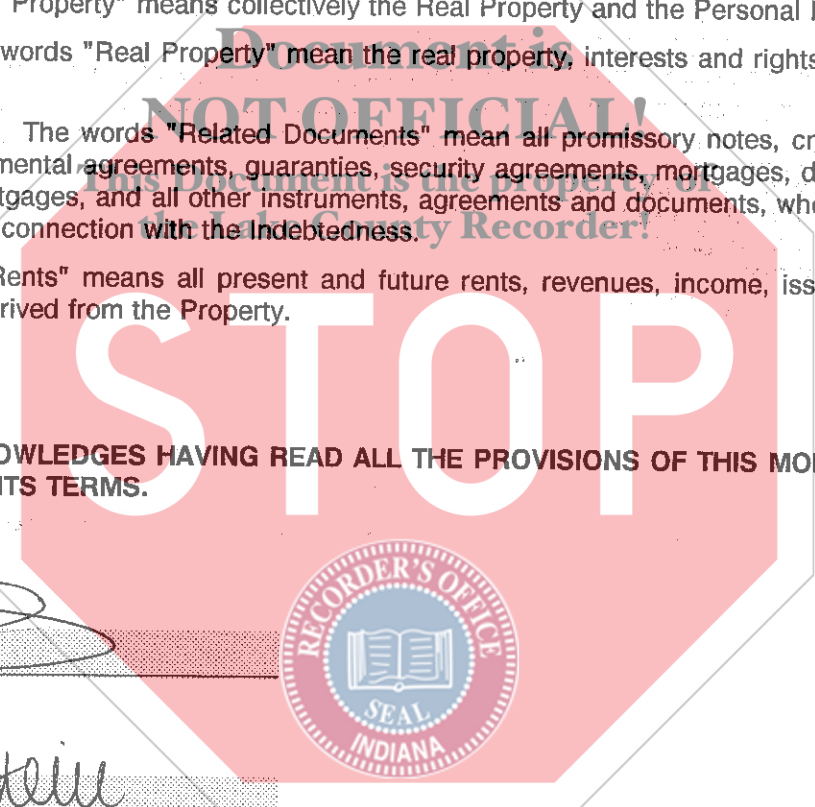 Property" means collectively the Real Property and the Personal
words "Real Property" mean the real property, interests and rights
Document is
NOT OFFICIAL!
This Document is the property of
the Lake County Recorder!
The words "Related Documents" mean all promissory notes,
mental agreements, guaranties, security agreements, mortgages,
tgages, and all other instruments, agreements and documents,
connection with the Indebtedness.
Rents" means all present and future rents, revenues, income, iss
rived from the Property.
STOP
OWLEDGES HAVING READ ALL THE PROVISIONS OF THIS MO
ITS TERMS.
RECORDER'S OFFICE
SEAL
INDIANA